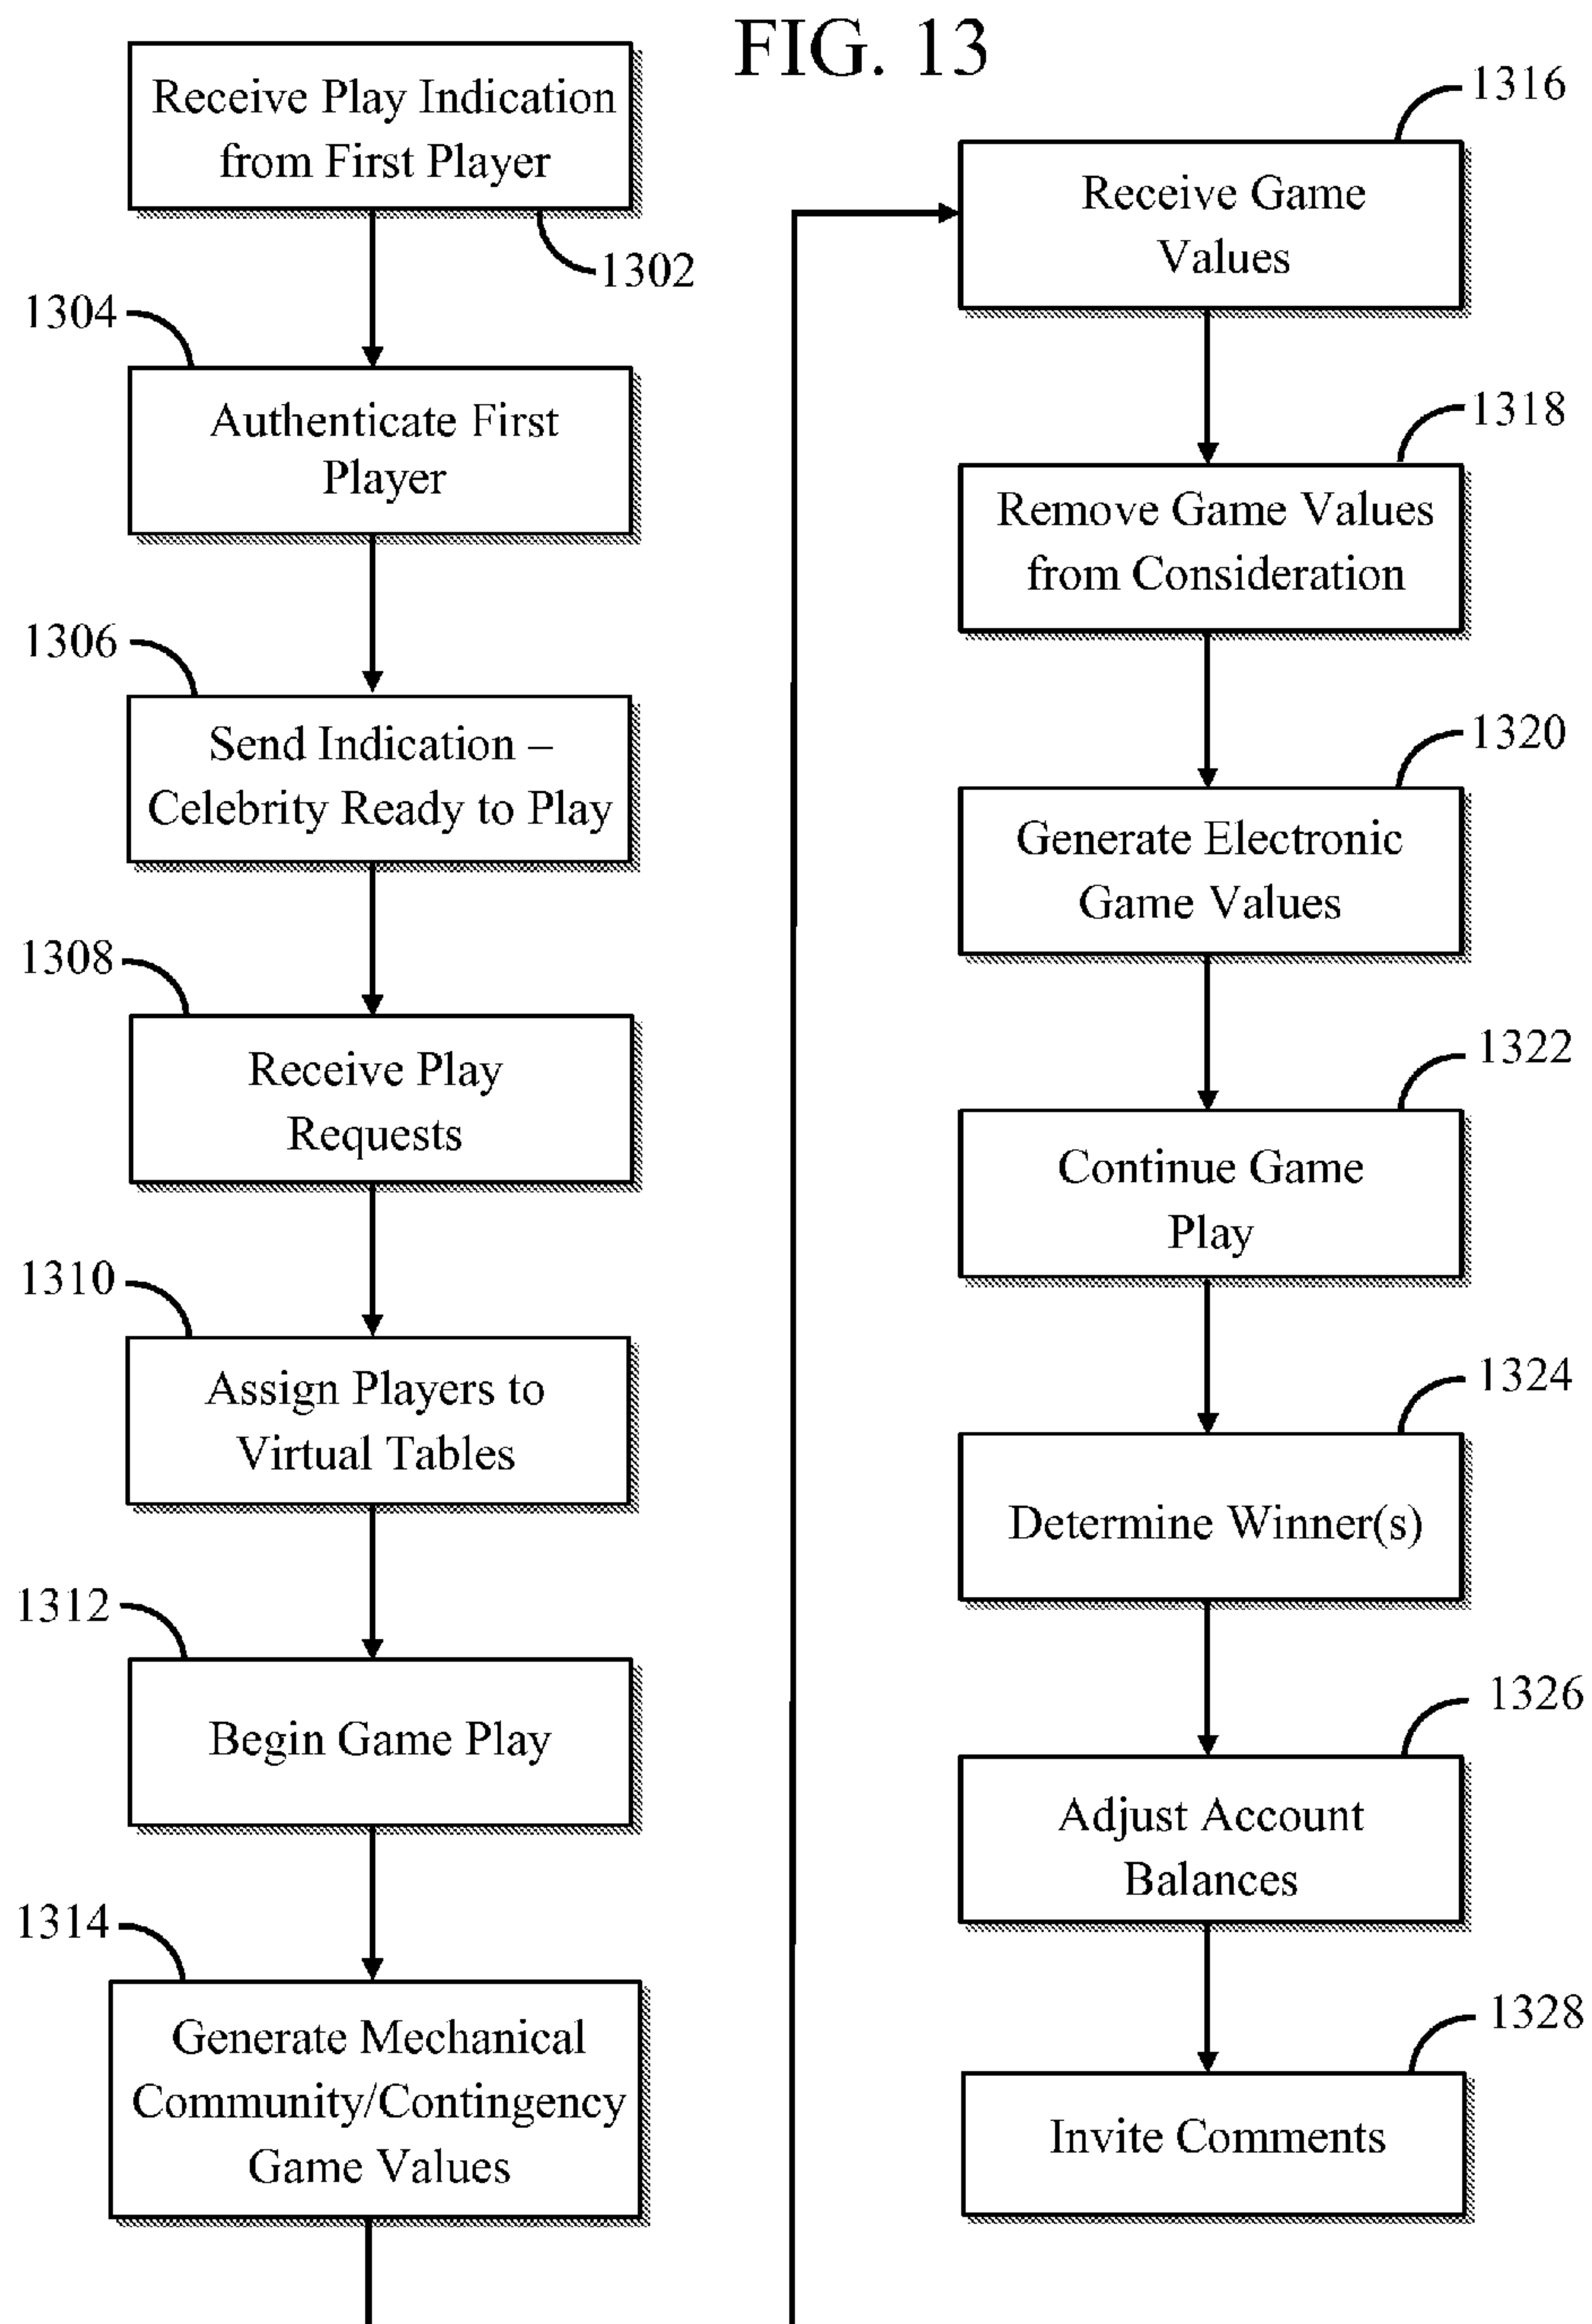 FIG. 13
Receive Play Indication
from First Player
1302
1304
Authenticate First
Player
1306
Send Indication –
Celebrity Ready to Play
1308
Receive Play
Requests
1310
Assign Players to
Virtual Tables
1312
Begin Game Play
1314
Generate Mechanical
Community/Contingency
Game Values
1316
Receive Game
Values
1318
Remove Game Values
from Consideration
1320
Generate Electronic
Game Values
1322
Continue Game
Play
1324
Determine Winner(s)
1326
Adjust Account
Balances
1328
Invite Comments